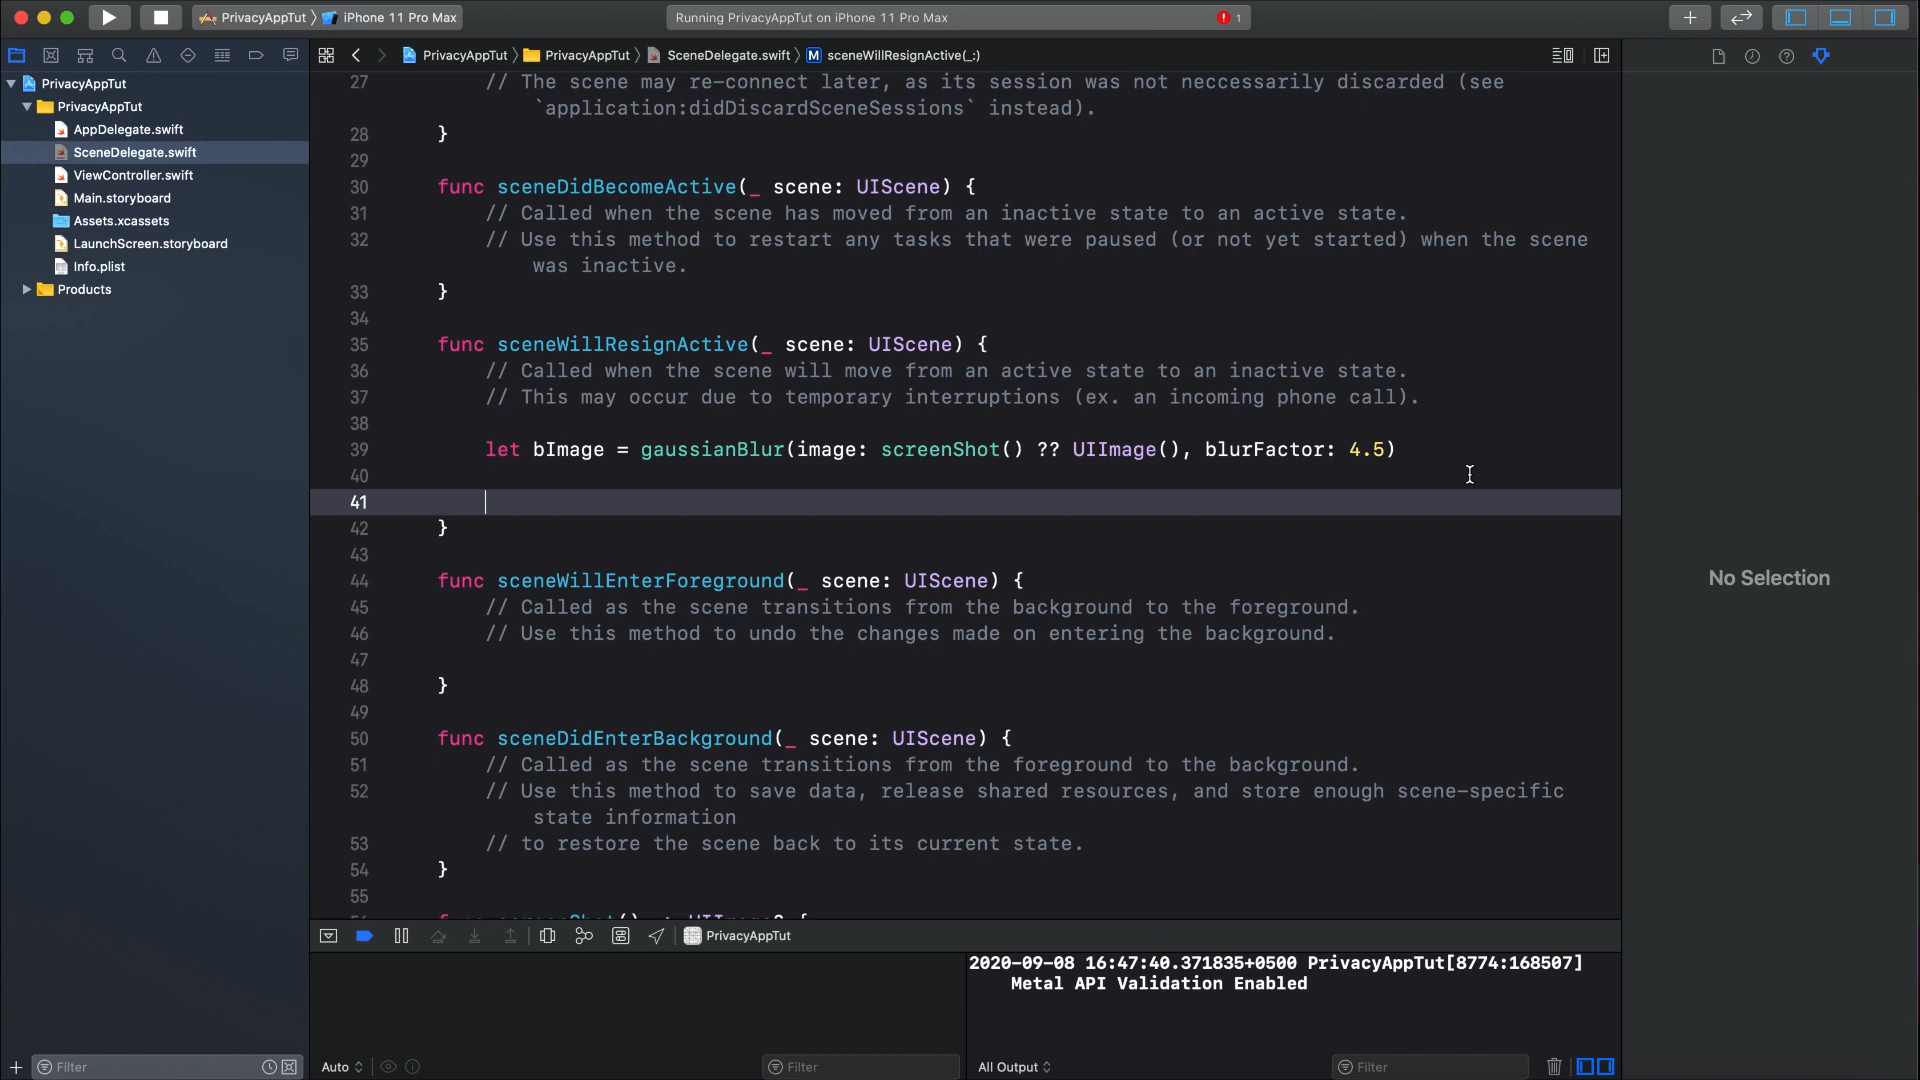 PrivacyAppTut iPhone 11 Pro Max
Running PrivacyAppTut on iPhone 11 Pro Max
1
PrivacyAppTut PrivacyAppTut SceneDelegate.swift M sceneWillResignActive(_:)
PrivacyAppTut
PrivacyAppTut
AppDelegate.swift
SceneDelegate.swift
ViewController.swift
Main.storyboard
Assets.xcassets
LaunchScreen.storyboard
Info.plist
Products
27 // The scene may re-connect later, as its session was not neccessarily discarded (see
`application:didDiscardSceneSessions` instead).
28 }
29
30 func sceneDidBecomeActive(_ scene: UIScene) {
31 // Called when the scene has moved from an inactive state to an active state.
32 // Use this method to restart any tasks that were paused (or not yet started) when the scene
was inactive.
33 }
34
35 func sceneWillResignActive(_ scene: UIScene) {
36 // Called when the scene will move from an active state to an inactive state.
37 // This may occur due to temporary interruptions (ex. an incoming phone call).
38
39 let bImage = gaussianBlur(image: screenShot() ?? UIImage(), blurFactor: 4.5)
40
41
42 }
43
44 func sceneWillEnterForeground(_ scene: UIScene) {
45 // Called as the scene transitions from the background to the foreground.
46 // Use this method to undo the changes made on entering the background.
47
48 }
49
50 func sceneDidEnterBackground(_ scene: UIScene) {
51 // Called as the scene transitions from the foreground to the background.
52 // Use this method to save data, release shared resources, and store enough scene-specific
state information
53 // to restore the scene back to its current state.
54 }
55
No Selection
PrivacyAppTut
2020-09-08 16:47:40.371835+0500 PrivacyAppTut[8774:168507]
Metal API Validation Enabled
Filter
Auto
Filter
All Output
Filter